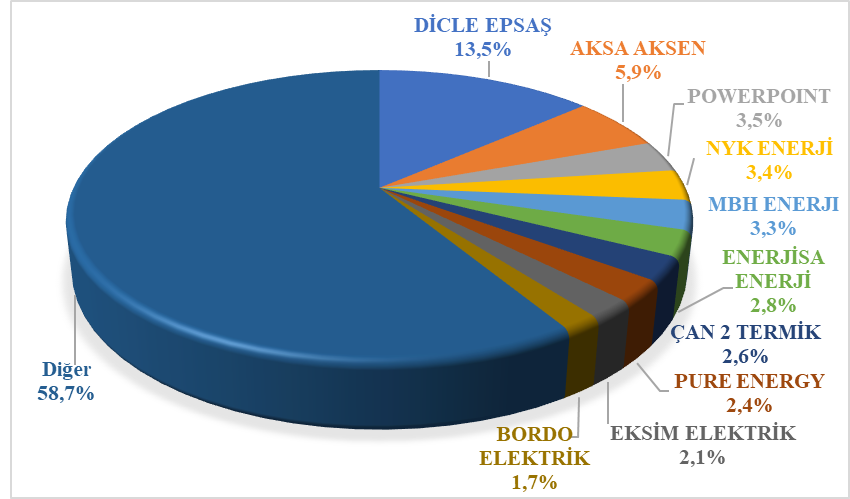 DİCLE EPSAŞ
13,5%
AKSA AKSEN
5,9%
POWERPOINT
3,5%
NYK ENERJİ
3,4%
MBH ENERJI
3,3%
ENERJİSA
ENERJİ
2,8%
ÇAN 2 TERMİK
2,6%
PURE ENERGY
2,4%
EKSİM ELEKTRİK
2,1%
BORDO
ELEKTRİK
1,7%
Diğer
58,7%